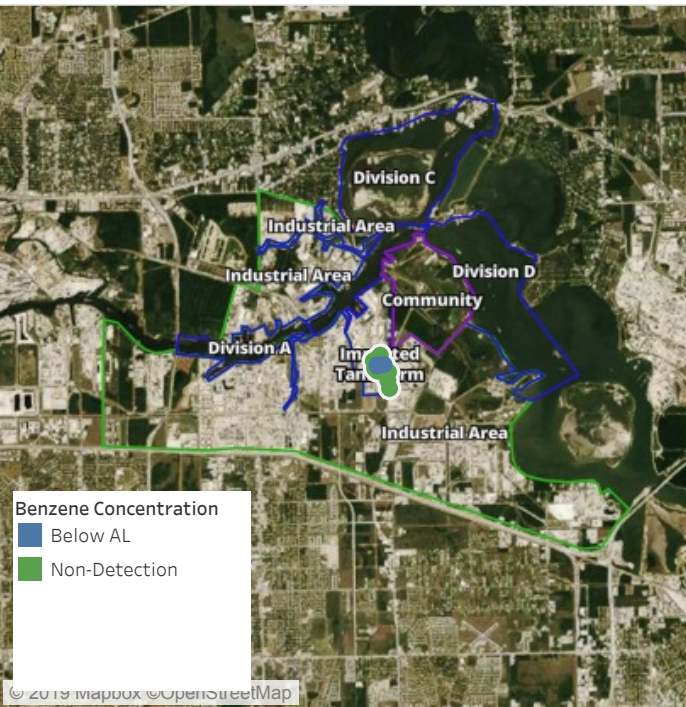 Division C
Industrial Area
Division D
Industrial Area
Community
Division A
Tan
Industrial Area
Benzene Concentration
Below AL
Non-Detection
© 2019 Mapbox ©OpenStreetMap